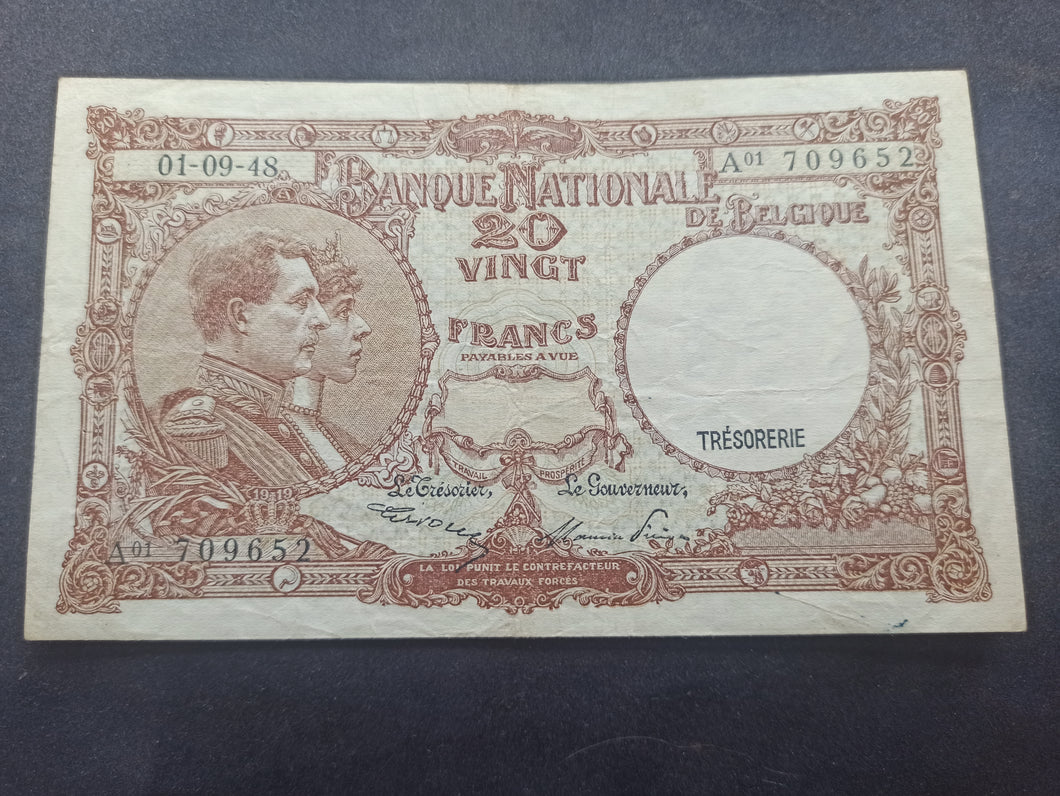 01-09-48
A01 709652
BANQUE NATIONALE
DE BELGIQUE
20
VINGT
FRANCS
PAYABLES A VUE
TRÉSORERIE
TRAVAIL PROSPÉRITÉ
Le Trésorier, Le Gouverneur,
1919
A01 709652
LA LOI PUNIT LE CONTREFACTEUR
DES TRAVAUX FORCÉS